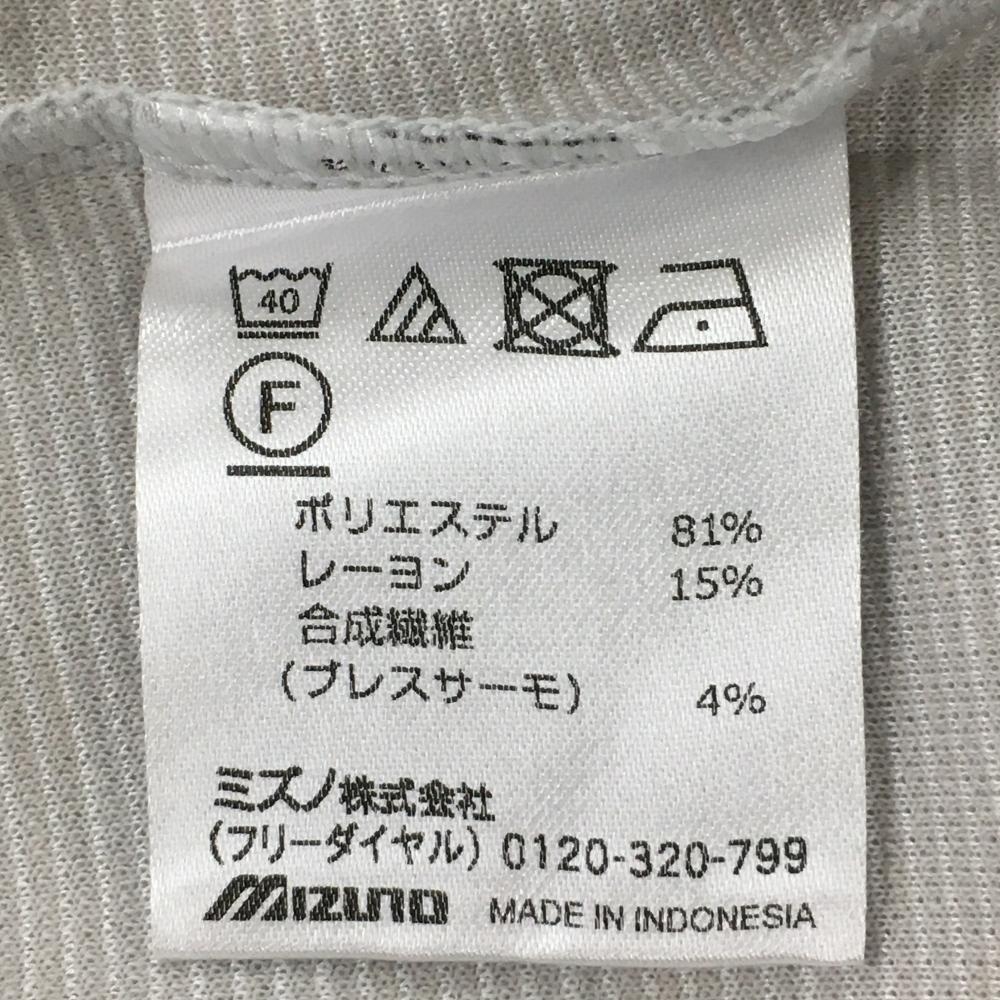 40
F
ポリエステル 81%
レーヨン 15%
合成繊維
(ブレスサーモ) 4%
ミズノ株式会社
(フリーダイヤル) 0120-320-799
MIZUNO MADE IN INDONESIA